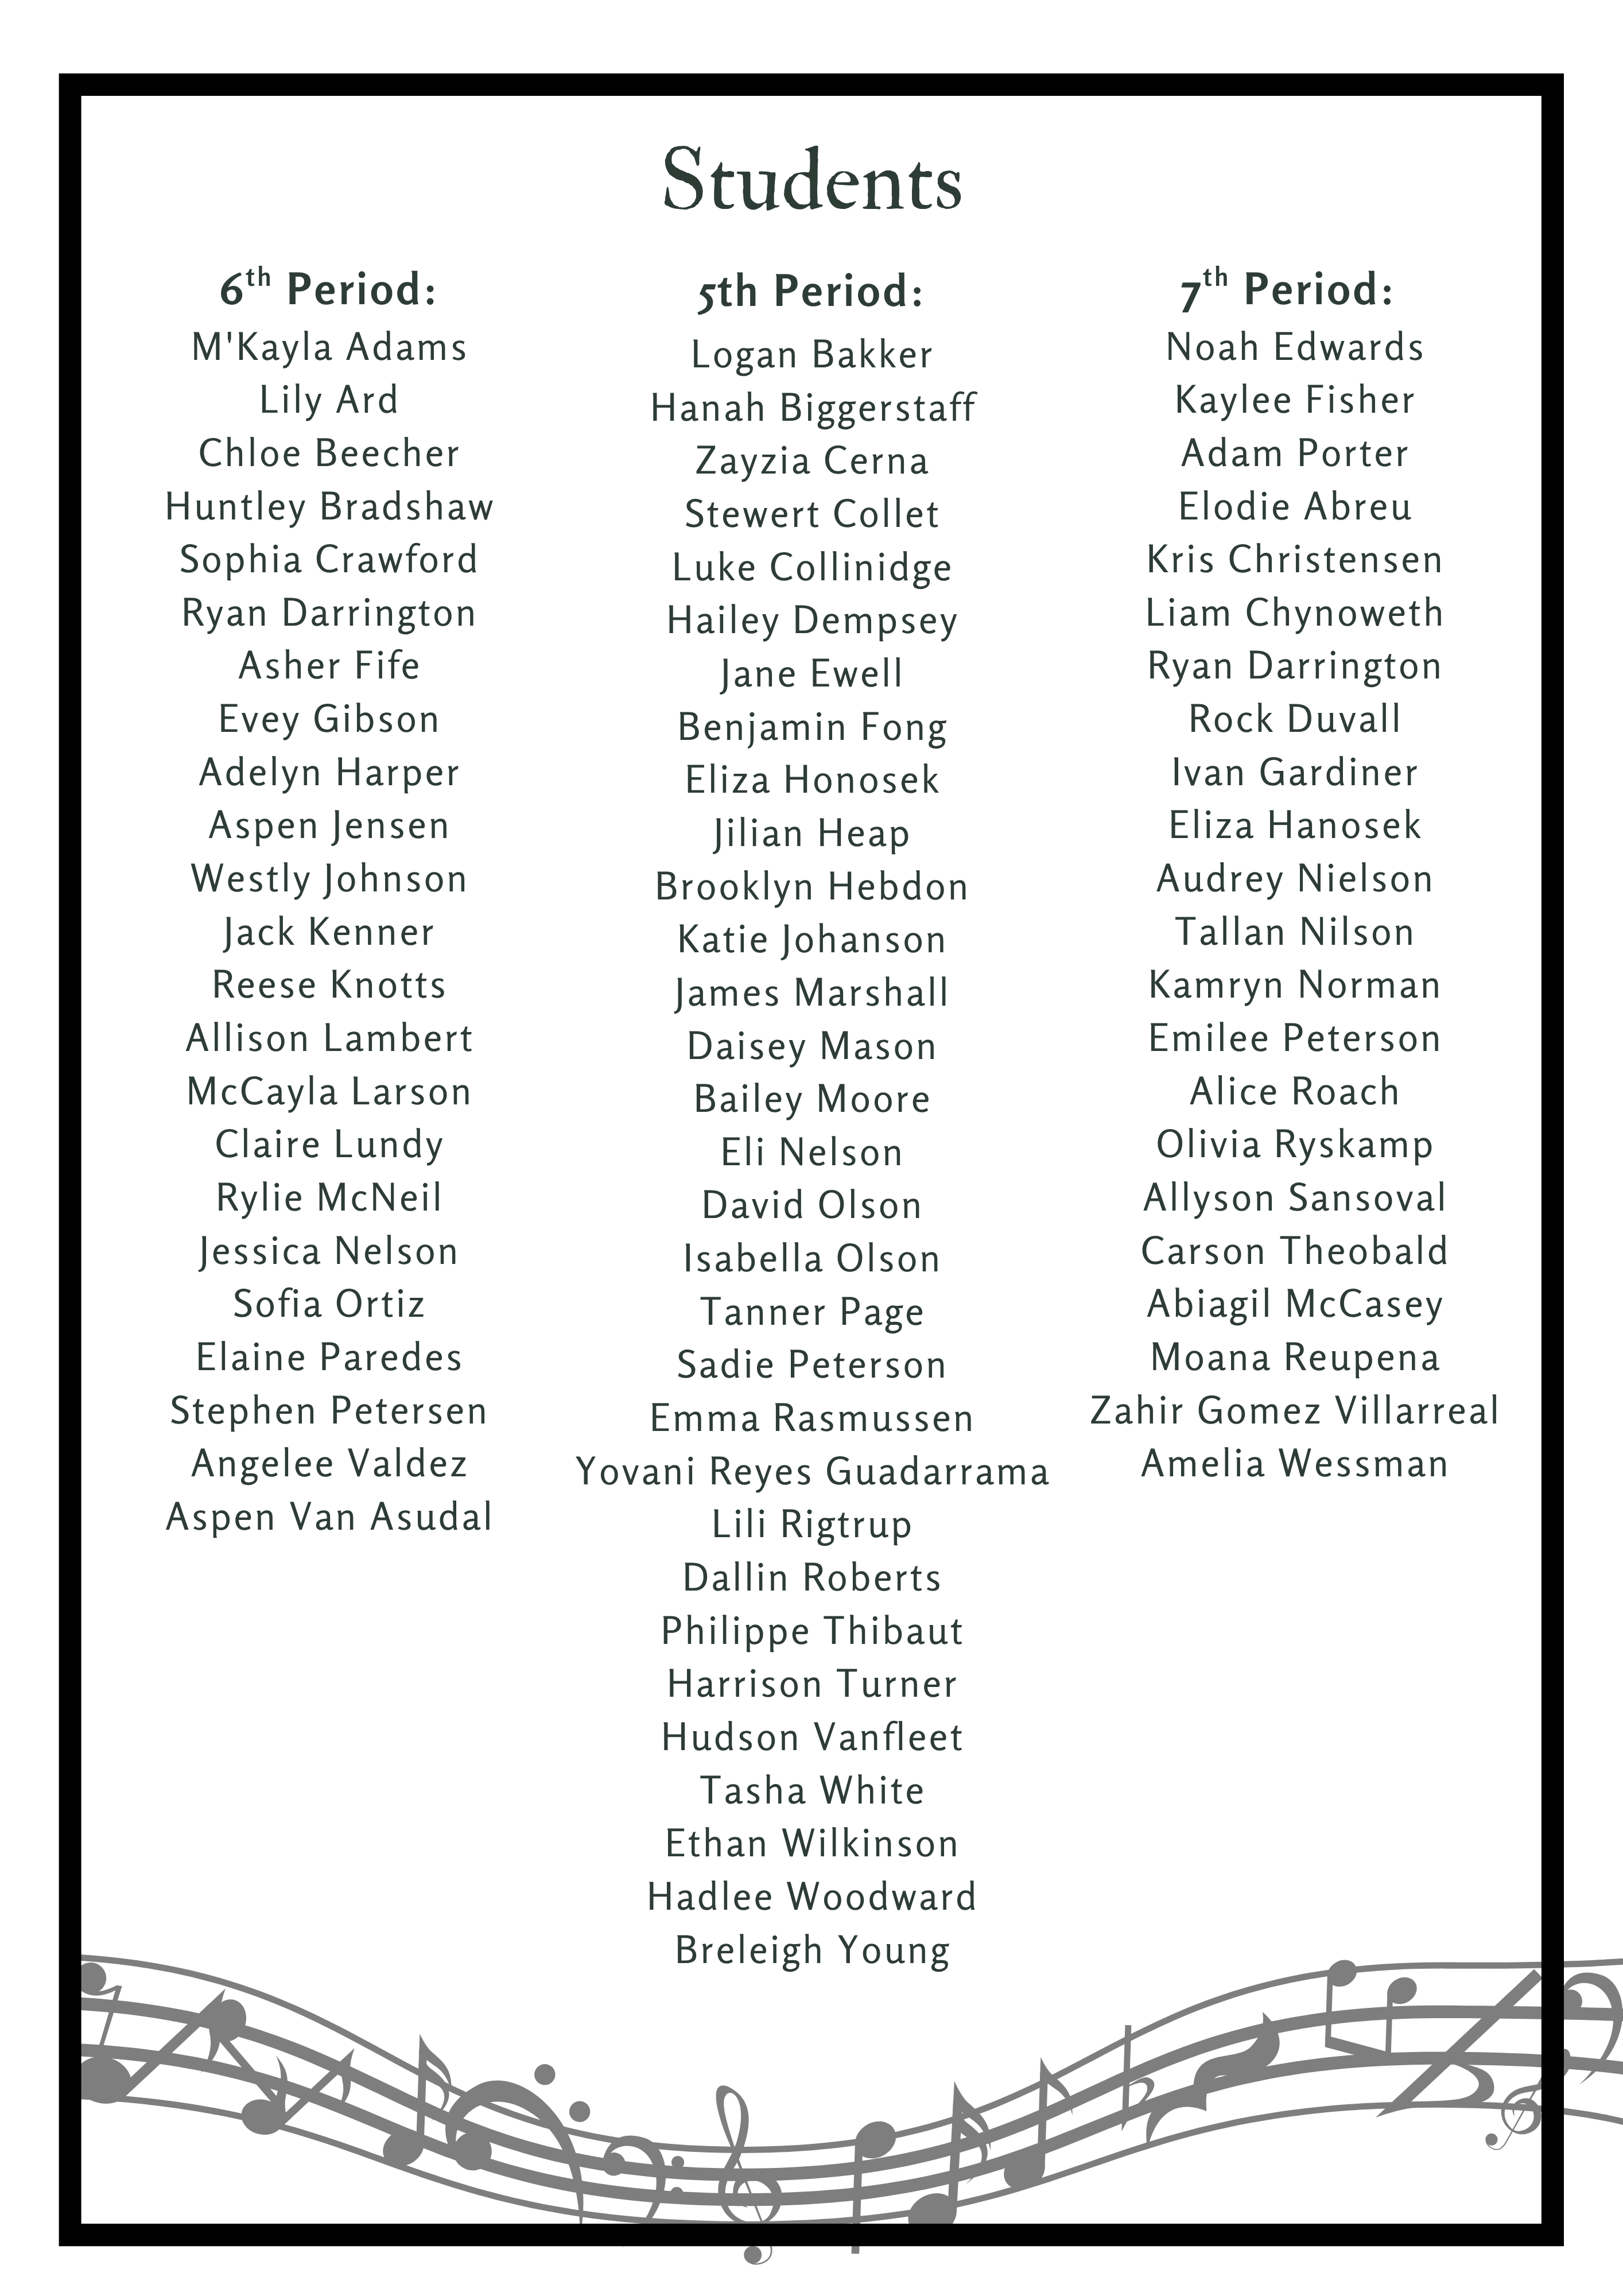 Students
6th Period:
M'Kayla Adams
Lily Ard
Chloe Beecher
Huntley Bradshaw
Sophia Crawford
Ryan Darrington
Asher Fife
Evey Gibson
Adelyn Harper
Aspen Jensen
Westly Johnson
Jack Kenner
Reese Knotts
Allison Lambert
McCayla Larson
Claire Lundy
Rylie McNeil
Jessica Nelson
Sofia Ortiz
Elaine Paredes
Stephen Petersen
Angelee Valdez
Aspen Van Asudal
5th Period:
Logan Bakker
Hanah Biggerstaff
Zayzia Cerna
Stewert Collet
Luke Collinidge
Hailey Dempsey
Jane Ewell
Benjamin Fong
Eliza Honosek
Jilian Heap
Brooklyn Hebdon
Katie Johanson
James Marshall
Daisey Mason
Bailey Moore
Eli Nelson
David Olson
Isabella Olson
Tanner Page
Sadie Peterson
Emma Rasmussen
Yovani Reyes Guadarrama
Lili Rigtrup
Dallin Roberts
Philippe Thibaut
Harrison Turner
Hudson Vanfleet
Tasha White
Ethan Wilkinson
Hadlee Woodward
Breleigh Young
7th Period:
Noah Edwards
Kaylee Fisher
Adam Porter
Elodie Abreu
Kris Christensen
Liam Chynoweth
Ryan Darrington
Rock Duvall
Ivan Gardiner
Eliza Hanosek
Audrey Nielson
Tallan Nilson
Kamryn Norman
Emilee Peterson
Alice Roach
Olivia Ryskamp
Allyson Sansoval
Carson Theobald
Abiagil McCasey
Moana Reupena
Zahir Gomez Villarreal
Amelia Wessman